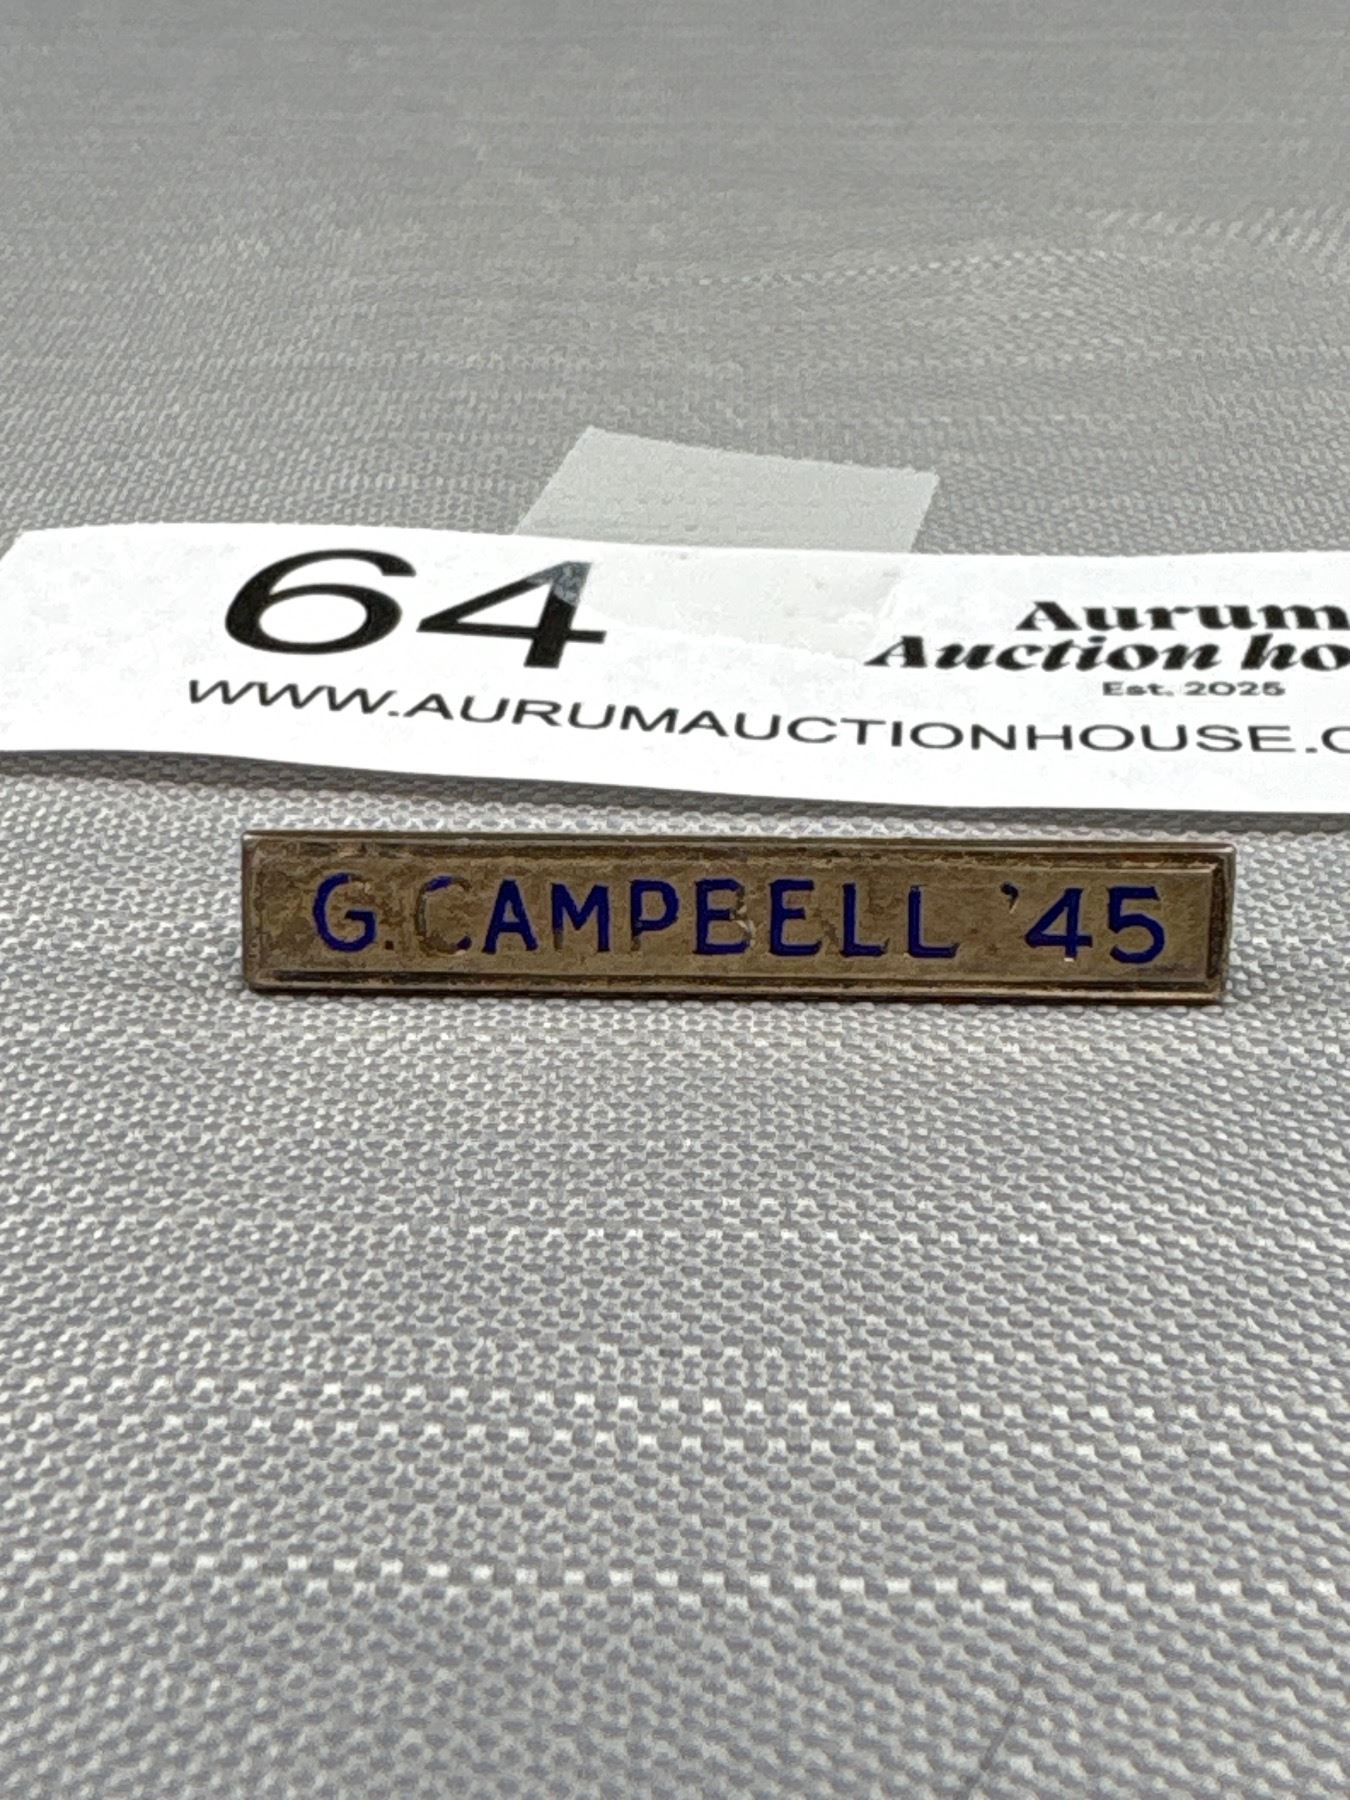 64
Aurum
Auction ho
Est. 2025
WWW.AURUMAUCTIONHOUSE.C
G.CAMPBELL '45